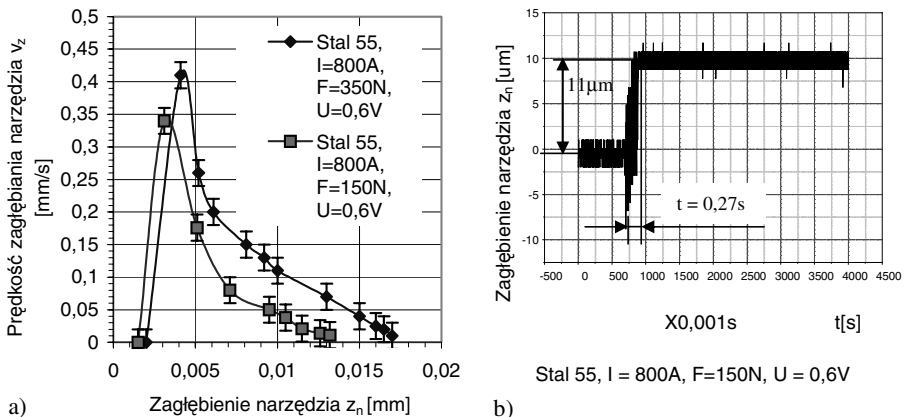 Prędkość zagłębiania narzędzia vz
[mm/s]
0,5
0,45
0,4
0,35
0,3
0,25
0,2
0,15
0,1
0,05
0
0 0,005 0,01 0,015 0,02
Zagłębienie narzędzia zn [mm]
Stal 55,
I=800A,
F=350N,
U=0,6V
Stal 55,
I=800A,
F=150N,
U=0,6V
a)
Zagłębienie narzędzia zn [um]
15
10
5
0
-5
-10
11µm
t = 0,27s
-500 0 500 1000 1500 2000 2500 3000 3500 4000 4500
X0,001s t[s]
Stal 55, I = 800A, F=150N, U = 0,6V
b)